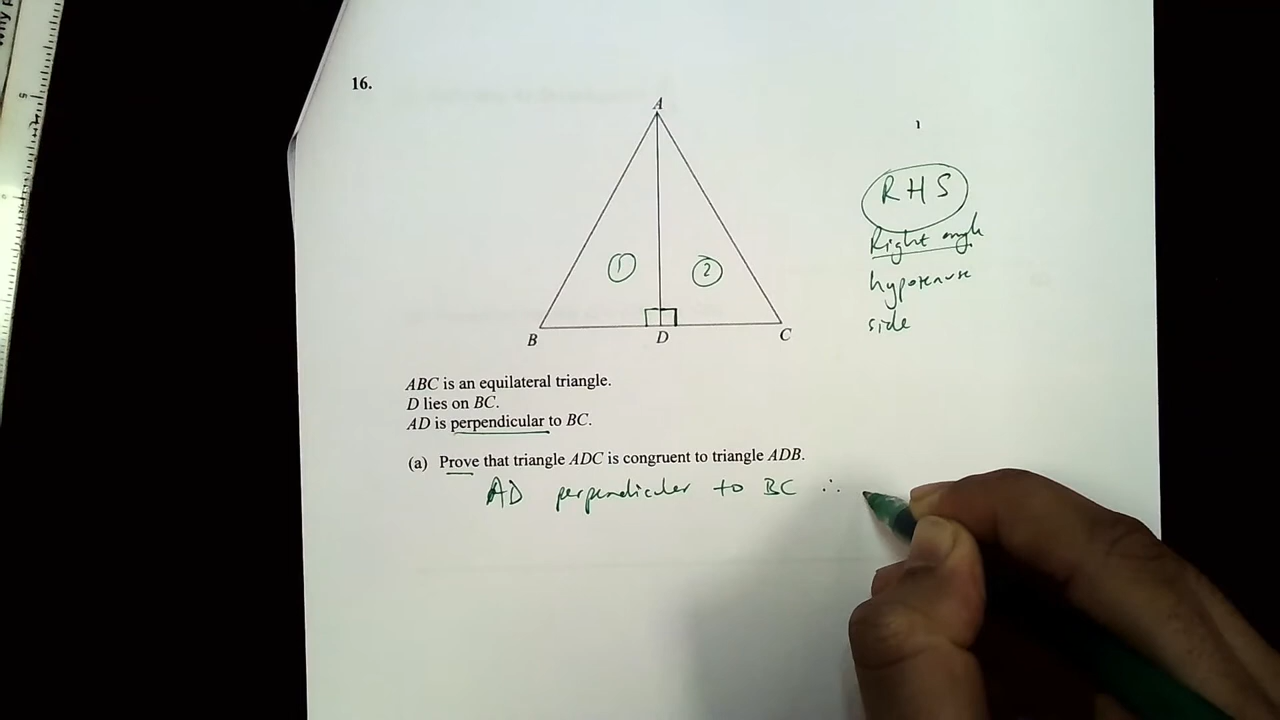 16.
A
1
2
B
D
C
RHS
Right angle
hypotenuse
side
ABC is an equilateral triangle.
D lies on BC.
AD is perpendicular to BC.
(a) Prove that triangle ADC is congruent to triangle ADB.
AD perpendicular to BC ∴
5